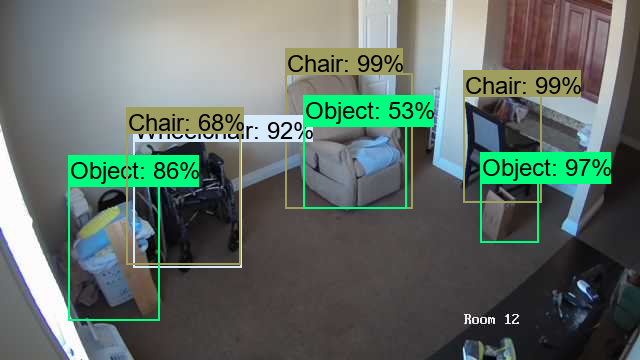 Chair: 99%
Chair: 99%
Object: 53%
Chair: 68%
Wheelchair: 92%
Object: 86%
Object: 97%
Room 12